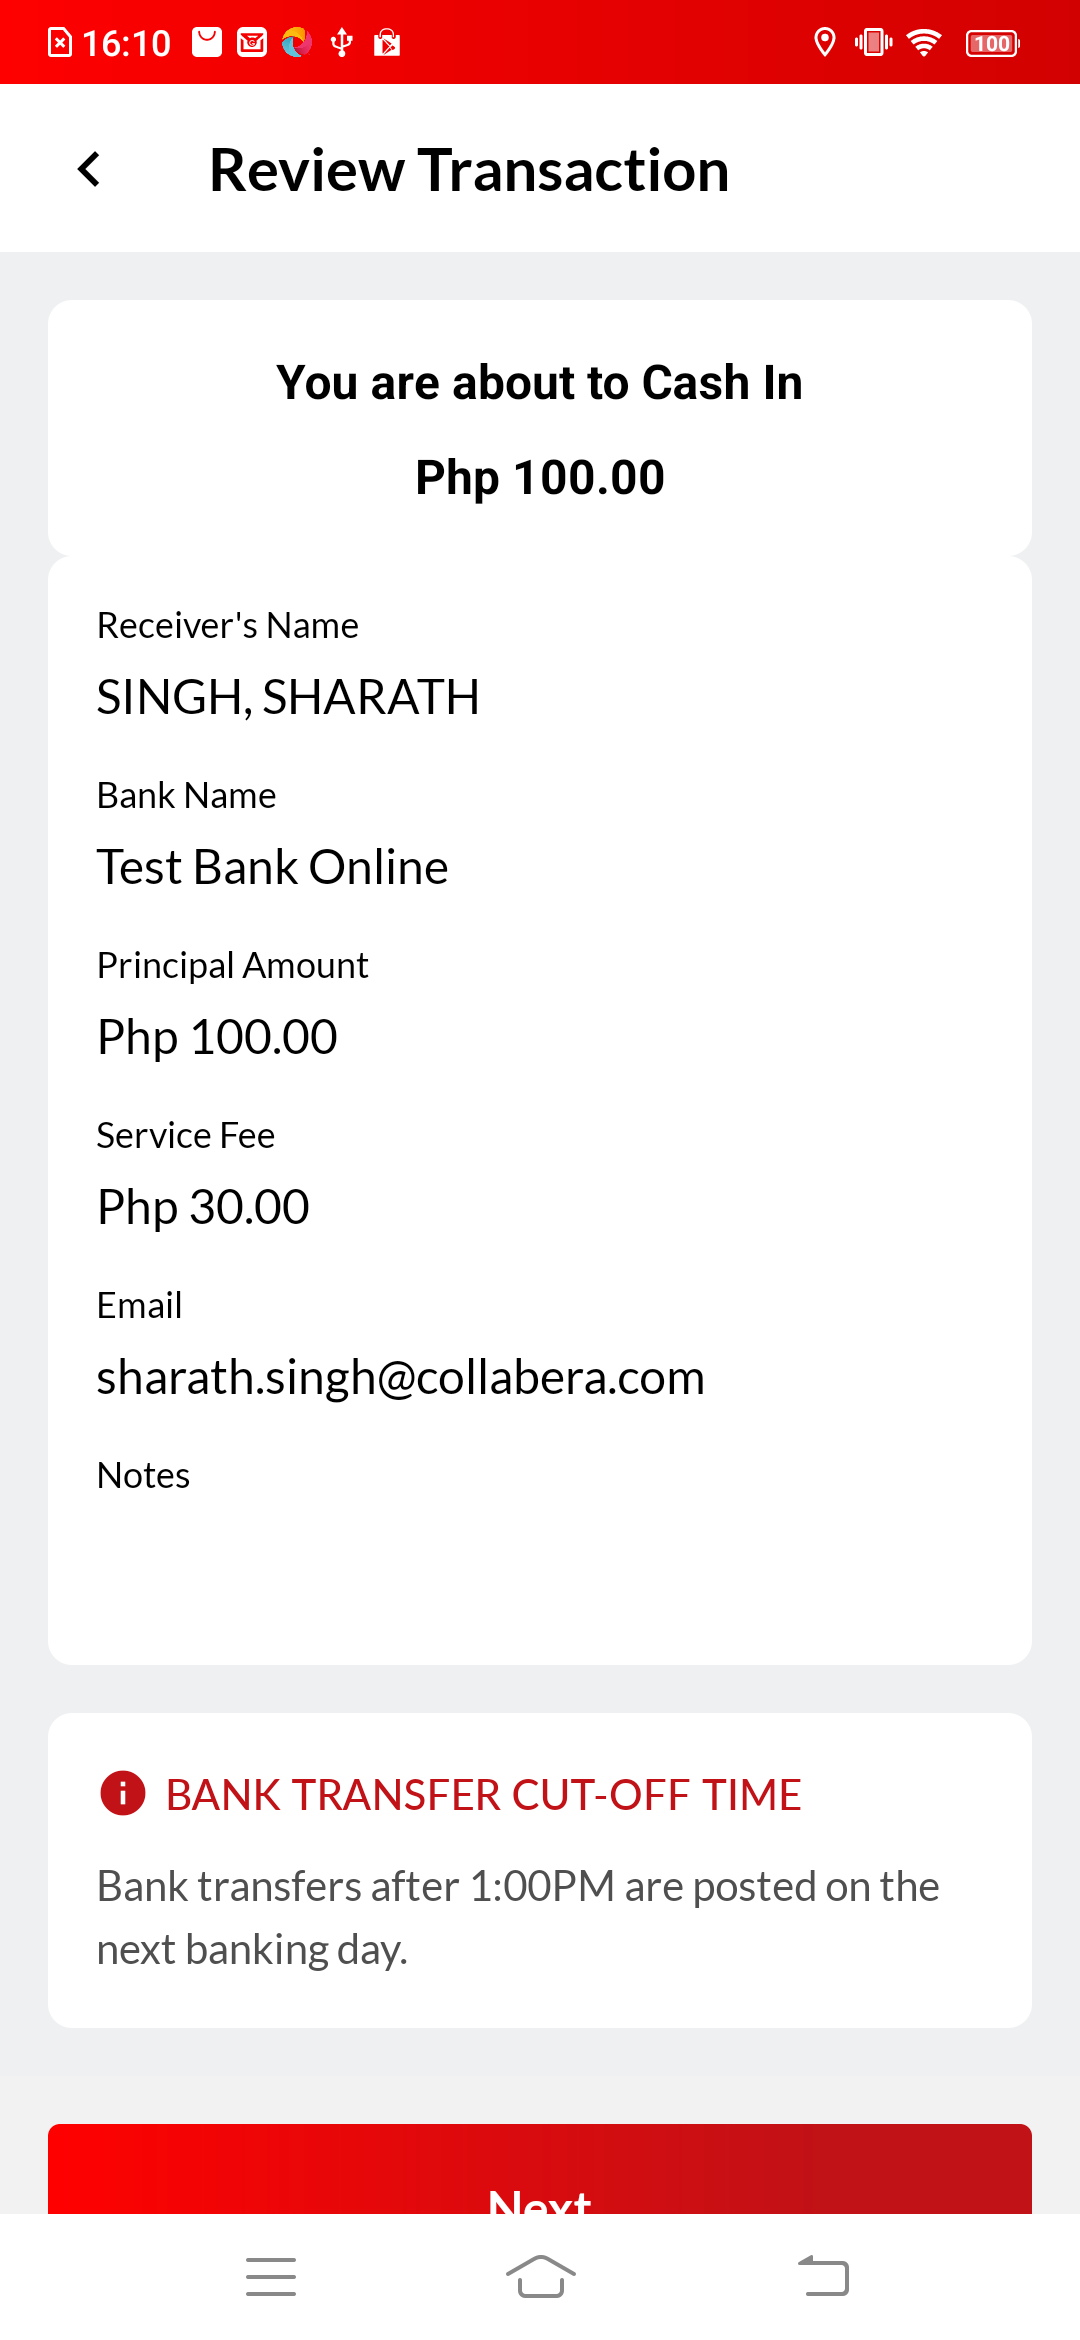 16:10
100
Review Transaction
You are about to Cash In
Php 100.00
Receiver's Name
SINGH, SHARATH
Bank Name
Test Bank Online
Principal Amount
Php 100.00
Service Fee
Php 30.00
Email
sharath.singh@collabera.com
Notes
BANK TRANSFER CUT-OFF TIME
Bank transfers after 1:00PM are posted on the
next banking day.
Next